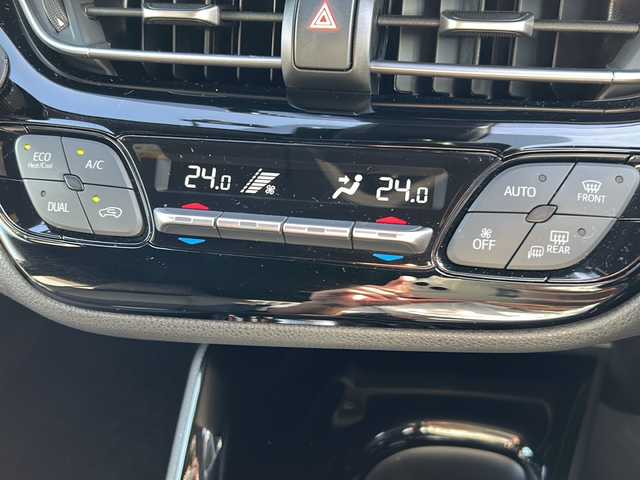 ECO
Heat/Cool
A/C
DUAL
24.0
24.0
AUTO
FRONT
OFF
REAR